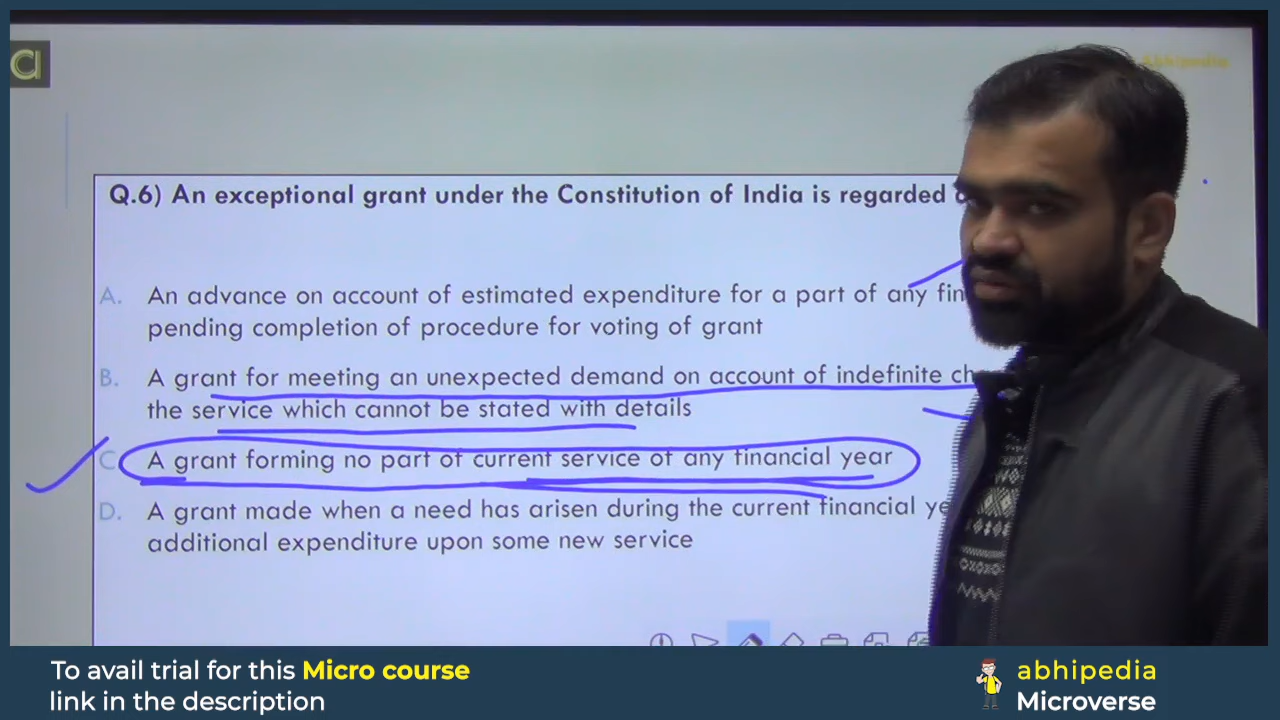 a
Abhipedia
Q.6) An exceptional grant under the Constitution of India is regarded
A. An advance on account of estimated expenditure for a part of any
pending completion of procedure for voting of grant
B. A grant for meeting an unexpected demand on account of indefinite
the service which cannot be stated with details
C. A grant forming no part of current service of any financial year
D. A grant made when a need has arisen during the current financial
additional expenditure upon some new service
To avail trial for this Micro course
link in the description
abhipedia
Microverse